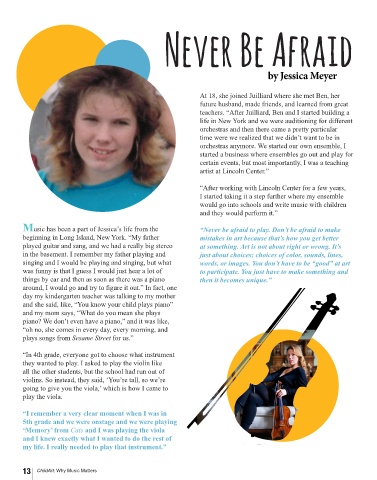 NEVER BE AFRAID
by Jessica Meyer
Music has been a part of Jessica's life from the
beginning in Long Island, New York. "My father
played guitar and sang, and we had a really big stereo
in the basement. I remember my father playing and
singing and I would be playing and singing, but what
was funny is that I guess I would just hear a lot of
things by ear and then as soon as there was a piano
around, I would go and try to figure it out." In fact, one
day my kindergarten teacher was talking to my mother
and she said, like, "You know your child plays piano"
and my mom says, "What do you mean she plays
piano? We don't even have a piano," and it was like,
"oh no, she comes in every day, every morning, and
plays songs from Sesame Street for us."
"In 4th grade, everyone got to choose what instrument
they wanted to play. I asked to play the violin like
all the other students, but the school had run out of
violins. So instead, they said, 'You're tall, so we're
going to give you the viola,' which is how I came to
play the viola.
"I remember a very clear moment when I was in
5th grade and we were onstage and we were playing
'Memory' from Cats and I was playing the viola
and I knew exactly what I wanted to do the rest of
my life. I really needed to play that instrument."
At 18, she joined Juilliard where she met Ben, her
future husband, made friends, and learned from great
teachers. "After Juilliard, Ben and I started building a
life in New York and we were auditioning for different
orchestras and then there came a pretty particular
time were we realized that we didn't want to be in
orchestras anymore. We started our own ensemble, I
started a business where ensembles go out and play for
certain events, but most importantly, I was a teaching
artist at Lincoln Center."
"After working with Lincoln Center for a few years,
I started taking it a step further where my ensemble
would go into schools and write music with children
and they would perform it."
"Never be afraid to play. Don't be afraid to make
mistakes in art because that's how you get better
at something. Art is not about right or wrong. It's
just about choices; choices of color, sounds, lines,
words, or images. You don't have to be "good" at art
to participate. You just have to make something and
then it becomes unique."
13 ChildArt: Why Music Matters